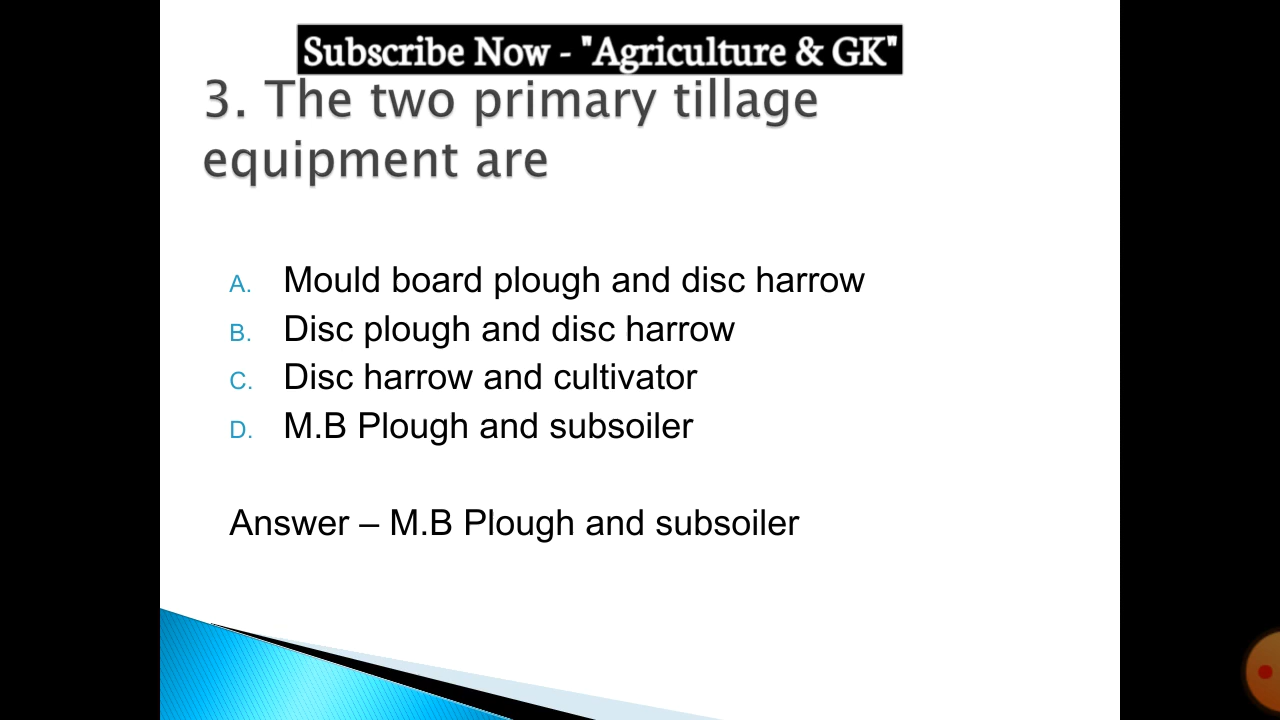 Subscribe Now - "Agriculture & GK"
3. The two primary tillage
equipment are
A. Mould board plough and disc harrow
B. Disc plough and disc harrow
C. Disc harrow and cultivator
D. M.B Plough and subsoiler
Answer – M.B Plough and subsoiler